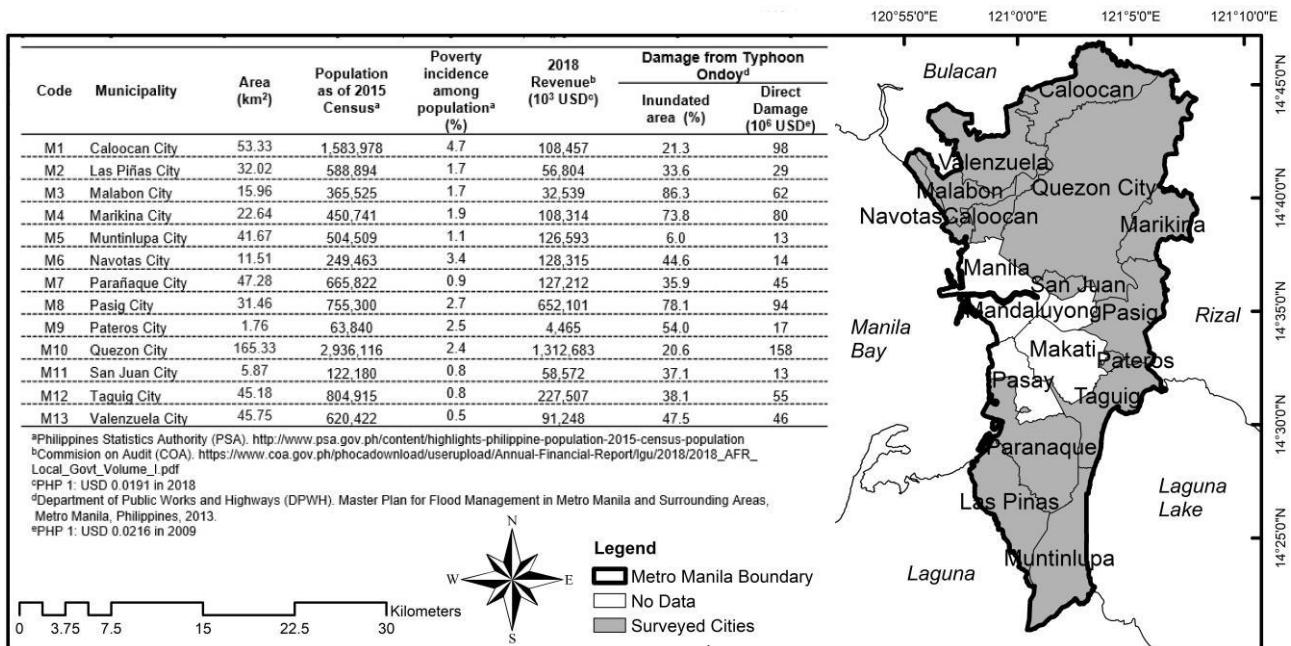 120°55'0"E 121°0'0"E 121°5'0"E 121°10'0"E
Code Municipality Area (km²) Population as of 2015 Censusᵃ Poverty incidence among populationᵃ (%) 2018 Revenueᵇ (10³ USDᶜ) Damage from Typhoon Ondoyᵈ
Inundated area (%) Direct Damage (10⁶ USDᵉ)
M1 Caloocan City 53.33 1,583,978 4.7 108,457 21.3 98
M2 Las Piñas City 32.02 588,894 1.7 56,804 33.6 29
M3 Malabon City 15.96 365,525 1.7 32,539 86.3 62
M4 Marikina City 22.64 450,741 1.9 108,314 73.8 80
M5 Muntinlupa City 41.67 504,509 1.1 126,593 6.0 13
M6 Navotas City 11.51 249,463 3.4 128,315 44.6 14
M7 Parañaque City 47.28 665,822 0.9 127,212 35.9 45
M8 Pasig City 31.46 755,300 2.7 652,101 78.1 94
M9 Pateros City 1.76 63,840 2.5 4,465 54.0 17
M10 Quezon City 165.33 2,936,116 2.4 1,312,683 20.6 158
M11 San Juan City 5.87 122,180 0.8 58,572 37.1 13
M12 Taguig City 45.18 804,915 0.8 227,507 38.1 55
M13 Valenzuela City 45.75 620,422 0.5 91,248 47.5 46
ᵃPhilippines Statistics Authority (PSA). http://www.psa.gov.ph/content/highlights-philippine-population-2015-census-population
ᵇCommision on Audit (COA). https://www.coa.gov.ph/phocadownload/userupload/Annual-Financial-Report/lgu/2018/2018_AFR_
Local_Govt_Volume_I.pdf
ᶜPHP 1: USD 0.0191 in 2018
ᵈDepartment of Public Works and Highways (DPWH). Master Plan for Flood Management in Metro Manila and Surrounding Areas,
Metro Manila, Philippines, 2013.
ᵉPHP 1: USD 0.0216 in 2009
N
W E
S
Kilometers
0 3.75 7.5 15 22.5 30
Legend
Metro Manila Boundary
No Data
Surveyed Cities
Bulacan
Caloocan
Valenzuela
Malabon
Quezon City
Navotas
Caloocan
Marikina
Manila
San Juan
Mandaluyong
Pasig
Rizal
Manila
Bay
Makati
Pateros
Pasay
Taguig
Paranaque
Las Pinas
Laguna
Lake
Muntinlupa
Laguna
14°45'0"N
14°40'0"N
14°35'0"N
14°30'0"N
14°25'0"N